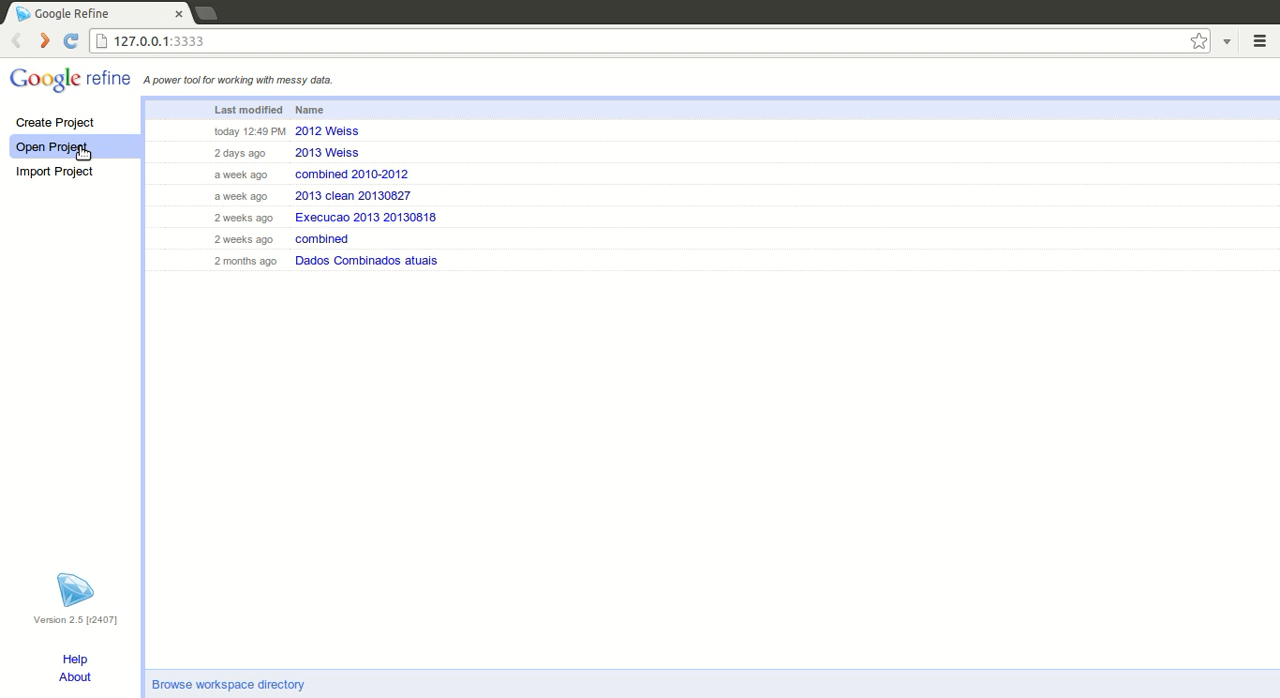 Google Refine
127.0.0.1:3333
Google refine A power tool for working with messy data.
Create Project
Open Project
Import Project
Last modified Name
today 12:49 PM 2012 Weiss
2 days ago 2013 Weiss
a week ago combined 2010-2012
a week ago 2013 clean 20130827
2 weeks ago Execucao 2013 20130818
2 weeks ago combined
2 months ago Dados Combinados atuais
Version 2.5 [r2407]
Help
About
Browse workspace directory